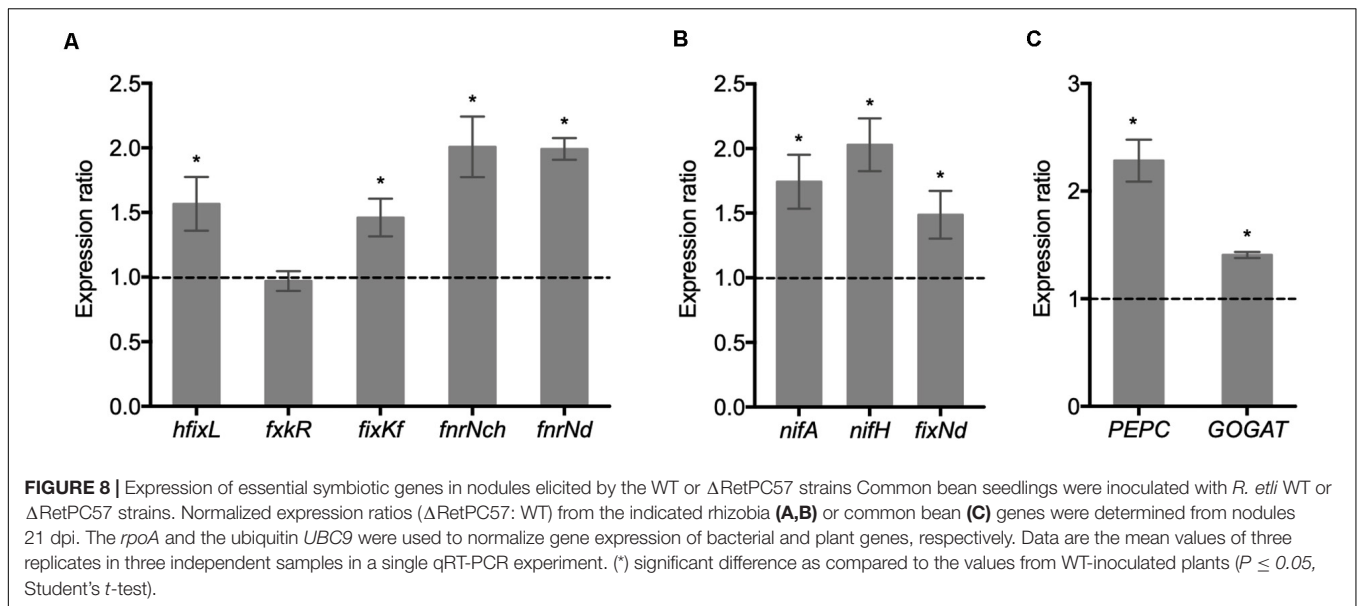 A
B
C
2.5
2.0
1.5
1.0
0.5
0.0
Expression ratio
*
*
*
*
hfixL fxkR fixKf fnrNch fnrNd
2.5
2.0
1.5
1.0
0.5
0.0
Expression ratio
*
*
*
nifA nifH fixNd
3
2
1
0
Expression ratio
*
*
PEPC GOGAT
FIGURE 8 | Expression of essential symbiotic genes in nodules elicited by the WT or ΔRetPC57 strains Common bean seedlings were inoculated with R. etli WT or
ΔRetPC57 strains. Normalized expression ratios (ΔRetPC57: WT) from the indicated rhizobia (A,B) or common bean (C) genes were determined from nodules
21 dpi. The rpoA and the ubiquitin UBC9 were used to normalize gene expression of bacterial and plant genes, respectively. Data are the mean values of three
replicates in three independent samples in a single qRT-PCR experiment. (*) significant difference as compared to the values from WT-inoculated plants (P ≤ 0.05,
Student's t-test).